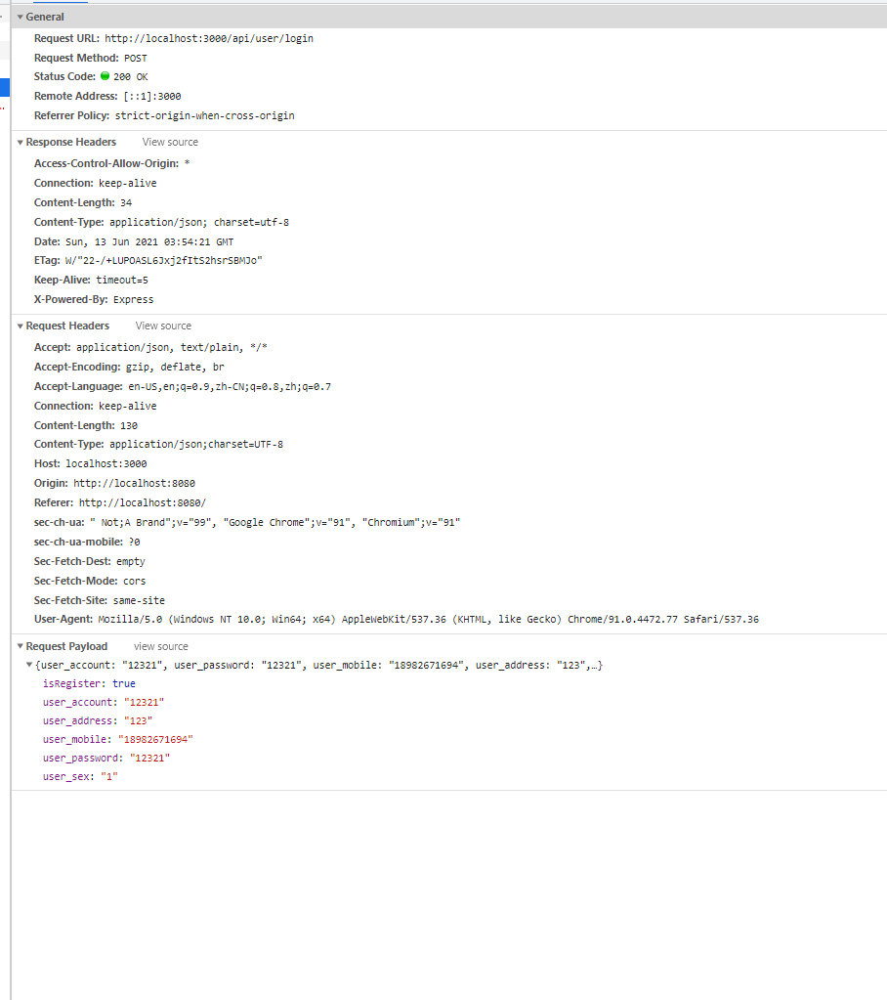 General
Request URL: http://localhost:3000/api/user/login
Request Method: POST
Status Code: 200 OK
Remote Address: [::1]:3000
Referrer Policy: strict-origin-when-cross-origin
Response Headers View source
Access-Control-Allow-Origin: *
Connection: keep-alive
Content-Length: 34
Content-Type: application/json; charset=utf-8
Date: Sun, 13 Jun 2021 03:54:21 GMT
ETag: W/"22-/+LUPOASL6Jxj2fItS2hsrSBMJo"
Keep-Alive: timeout=5
X-Powered-By: Express
Request Headers View source
Accept: application/json, text/plain, */*
Accept-Encoding: gzip, deflate, br
Accept-Language: en-US,en;q=0.9,zh-CN;q=0.8,zh;q=0.7
Connection: keep-alive
Content-Length: 130
Content-Type: application/json;charset=UTF-8
Host: localhost:3000
Origin: http://localhost:8080
Referer: http://localhost:8080/
sec-ch-ua: " Not;A Brand";v="99", "Google Chrome";v="91", "Chromium";v="91"
sec-ch-ua-mobile: ?0
Sec-Fetch-Dest: empty
Sec-Fetch-Mode: cors
Sec-Fetch-Site: same-site
User-Agent: Mozilla/5.0 (Windows NT 10.0; Win64; x64) AppleWebKit/537.36 (KHTML, like Gecko) Chrome/91.0.4472.77 Safari/537.36
Request Payload view source
{user_account: "12321", user_password: "12321", user_mobile: "18982671694", user_address: "123",…}
isRegister: true
user_account: "12321"
user_address: "123"
user_mobile: "18982671694"
user_password: "12321"
user_sex: "1"